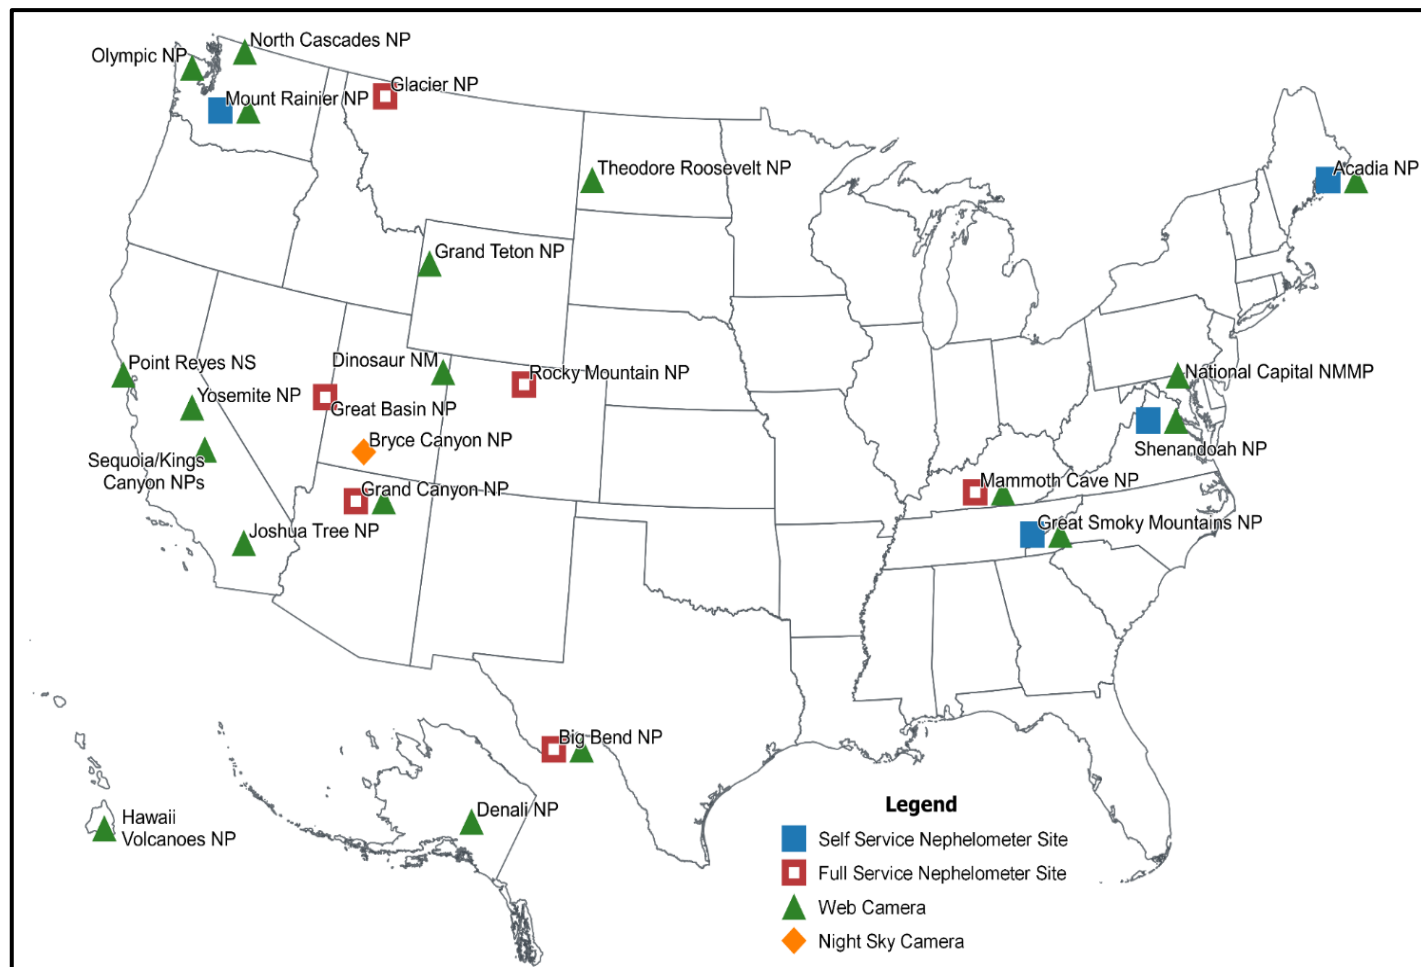 North Cascades NP
Olympic NP
Glacier NP
Mount Rainier NP
Theodore Roosevelt NP
Acadia NP
Grand Teton NP
Point Reyes NS
Dinosaur NM
Rocky Mountain NP
National Capital NMMP
Yosemite NP
Great Basin NP
Bryce Canyon NP
Shenandoah NP
Sequoia/Kings
Canyon NPs
Grand Canyon NP
Mammoth Cave NP
Joshua Tree NP
Great Smoky Mountains NP
Big Bend NP
Denali NP
Hawaii
Volcanoes NP
Legend
Self Service Nephelometer Site
Full Service Nephelometer Site
Web Camera
Night Sky Camera